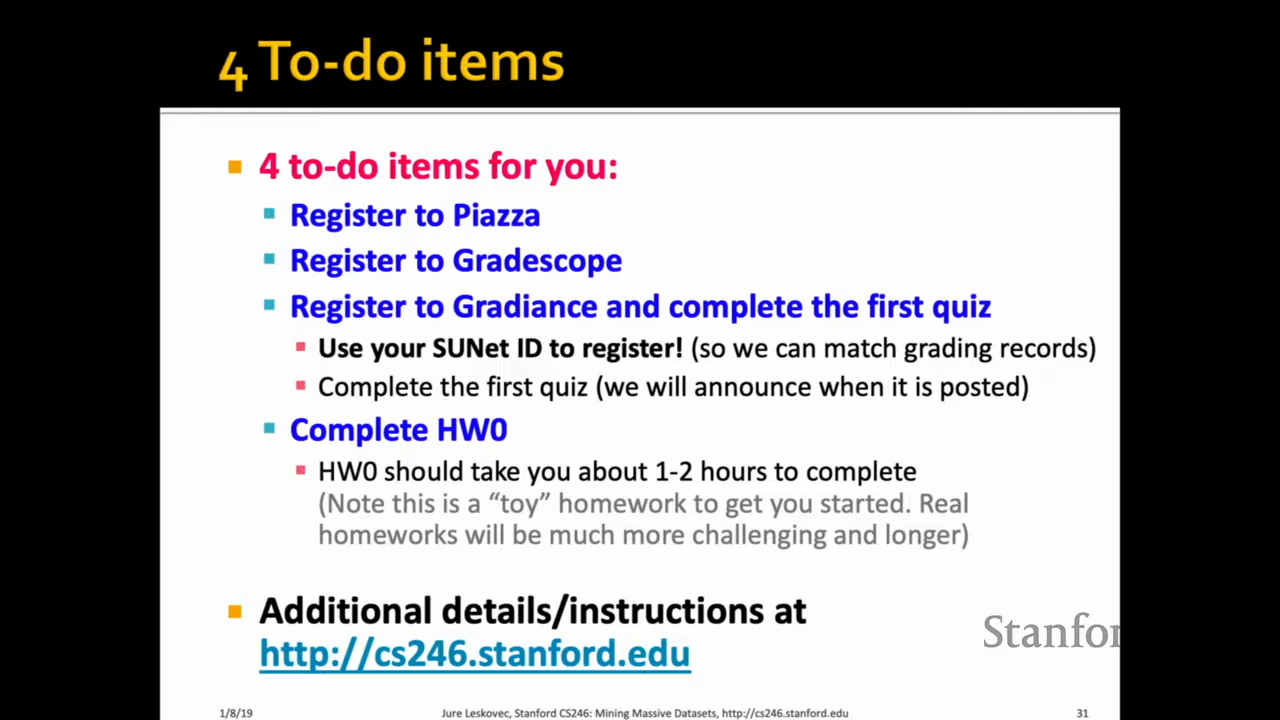 4 To-do items
4 to-do items for you:
Register to Piazza
Register to Gradescope
Register to Gradiance and complete the first quiz
Use your SUNet ID to register! (so we can match grading records)
Complete the first quiz (we will announce when it is posted)
Complete HW0
HW0 should take you about 1-2 hours to complete
(Note this is a “toy” homework to get you started. Real
homeworks will be much more challenging and longer)
Additional details/instructions at
http://cs246.stanford.edu
Stanfor
1/8/19
Jure Leskovec, Stanford CS246: Mining Massive Datasets, http://cs246.stanford.edu
31